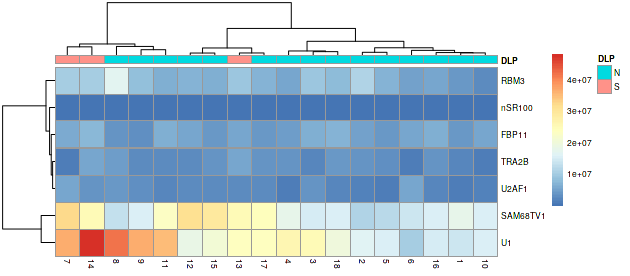 DLP
DLP
N
S
RBM3
nSR100
FBP11
TRA2B
U2AF1
SAM68TV1
U1
4e+07
3e+07
2e+07
1e+07
7 14 8 9 11 12 15 13 17 4 3 18 2 5 6 16 1 10